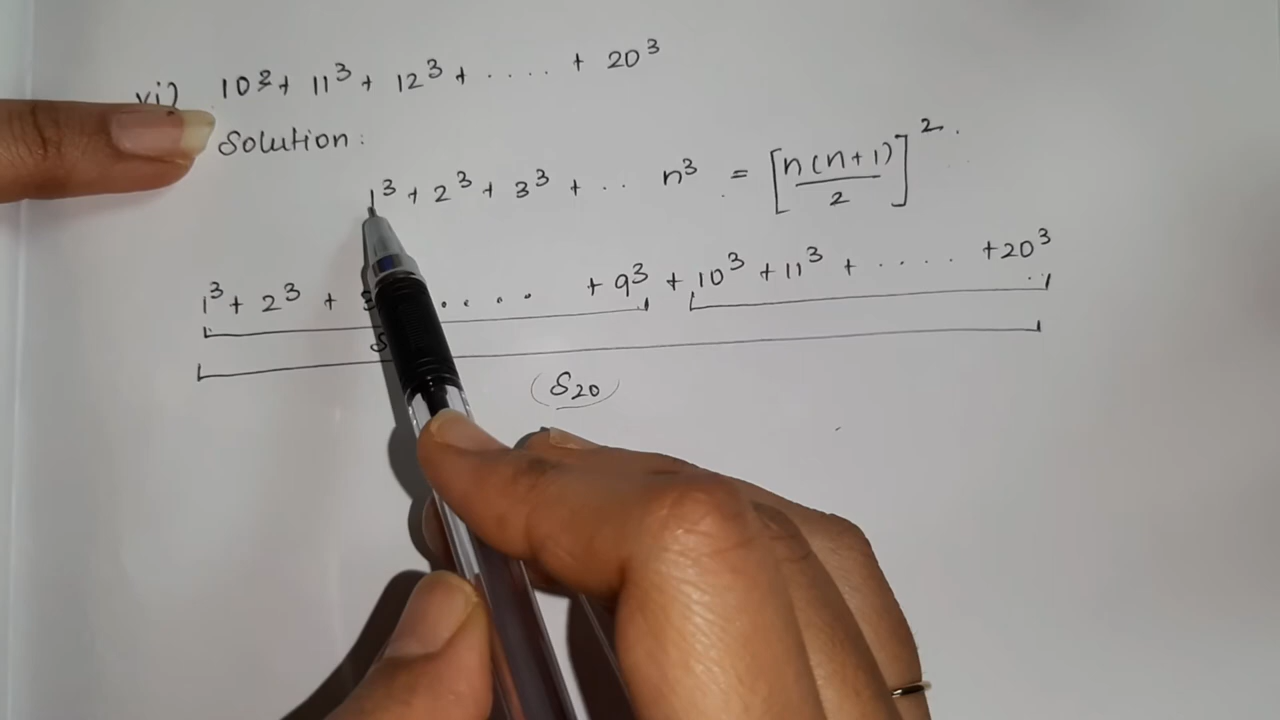 vi) 10³ + 11³ + 12³ + .... + 20³
Solution:
1³ + 2³ + 3³ + ... n³ = [n(n+1)/2]².
1³ + 2³ + 3 .... + 9³ + 10³ + 11³ + .... + 20³
S
(S₂₀)